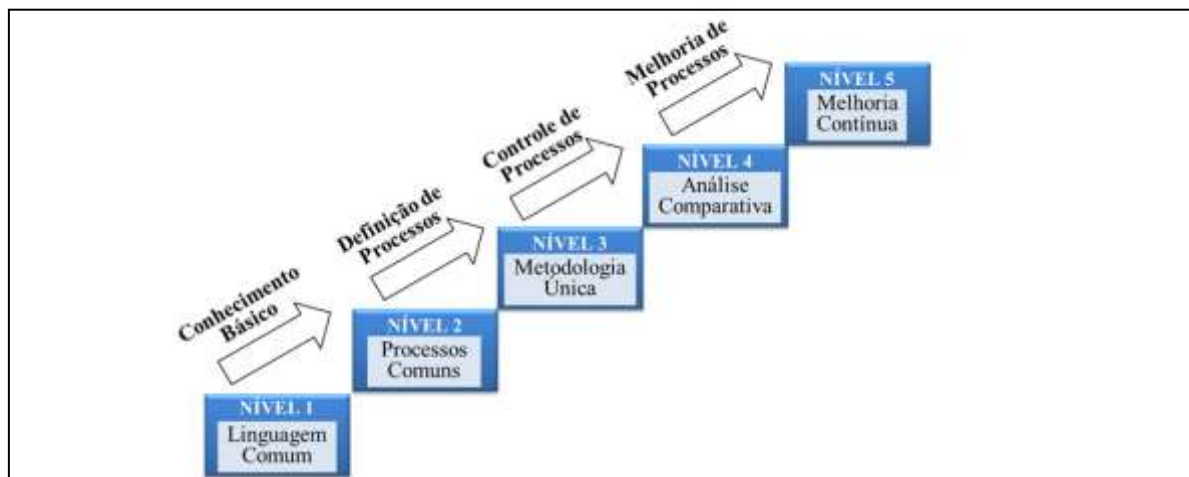 Melhoria de
Processos
NÍVEL 5
Melhoria
Contínua
Controle de
Processos
NÍVEL 4
Análise
Comparativa
Definição de
Processos
NÍVEL 3
Metodologia
Única
Conhecimento
Básico
NÍVEL 2
Processos
Comuns
NÍVEL 1
Linguagem
Comum